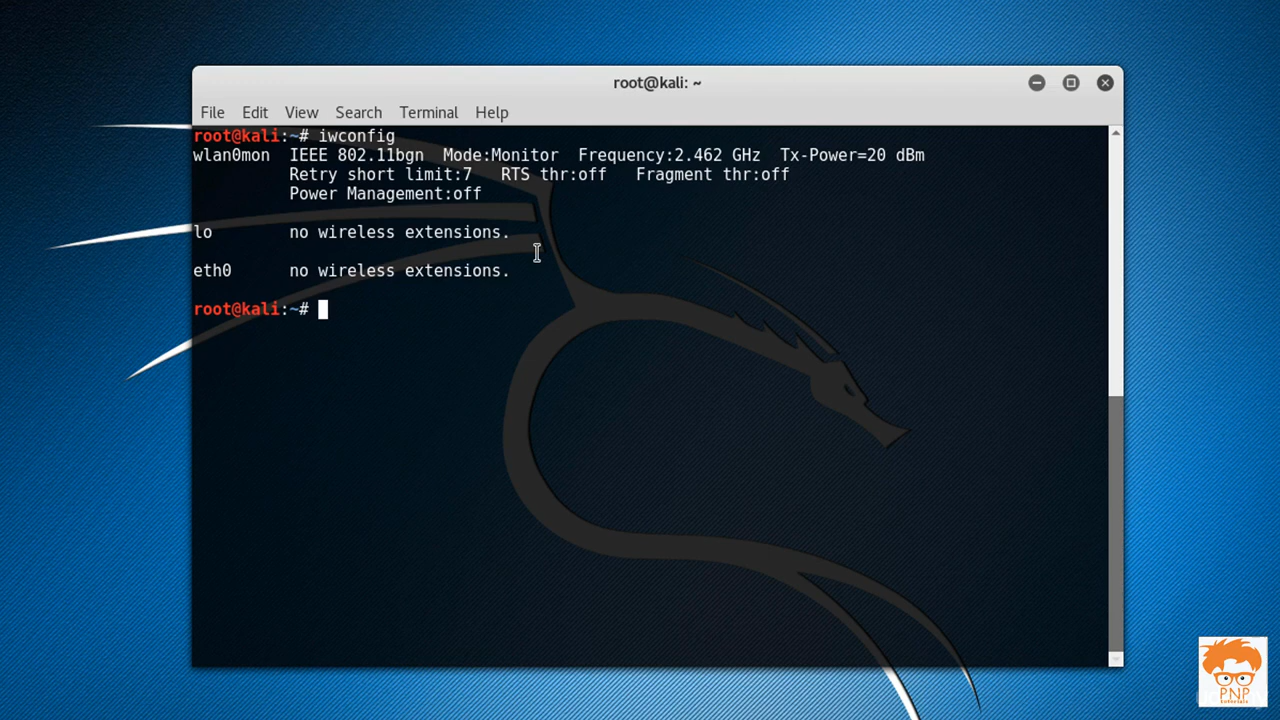 root@kali: ~
File Edit View Search Terminal Help
root@kali:~# iwconfig
wlan0mon  IEEE 802.11bgn  Mode:Monitor  Frequency:2.462 GHz  Tx-Power=20 dBm
          Retry short limit:7   RTS thr:off   Fragment thr:off
          Power Management:off
lo        no wireless extensions.
eth0      no wireless extensions.
root@kali:~#
PNP
tutorials